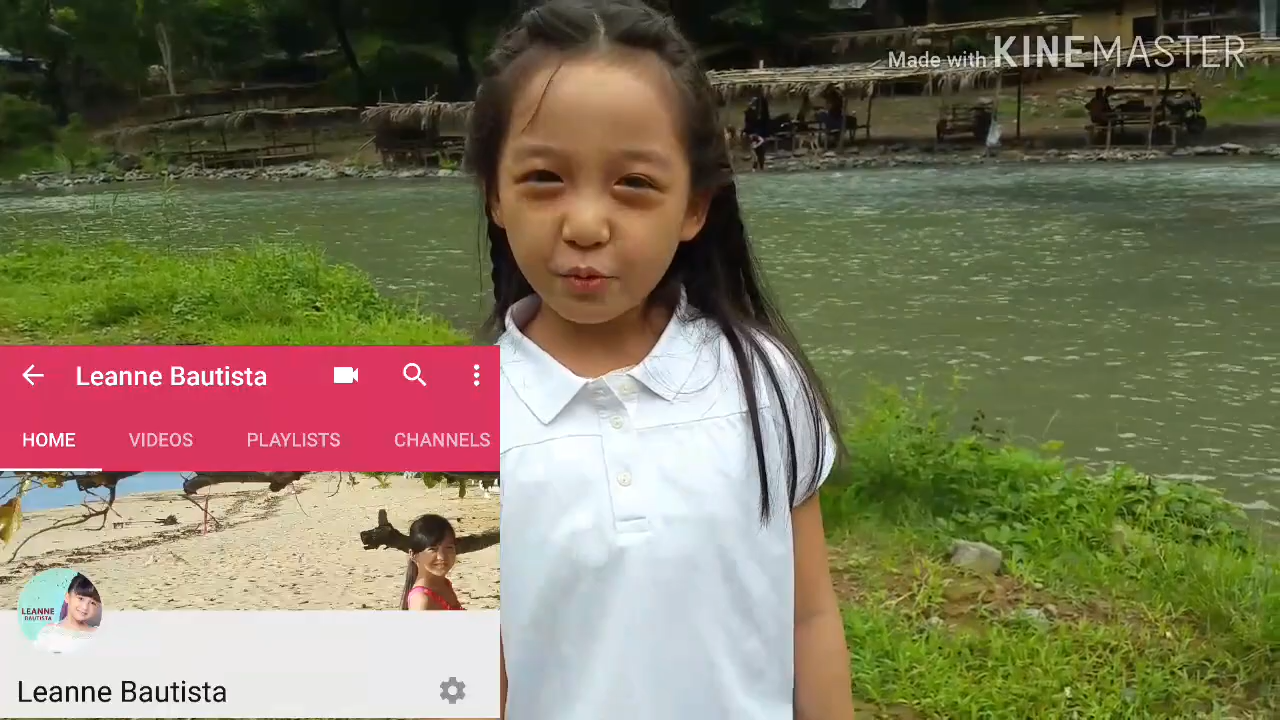 Made with KINEMASTER
Leanne Bautista
HOME VIDEOS PLAYLISTS CHANNELS
LEANNE
BAUTISTA
Leanne Bautista